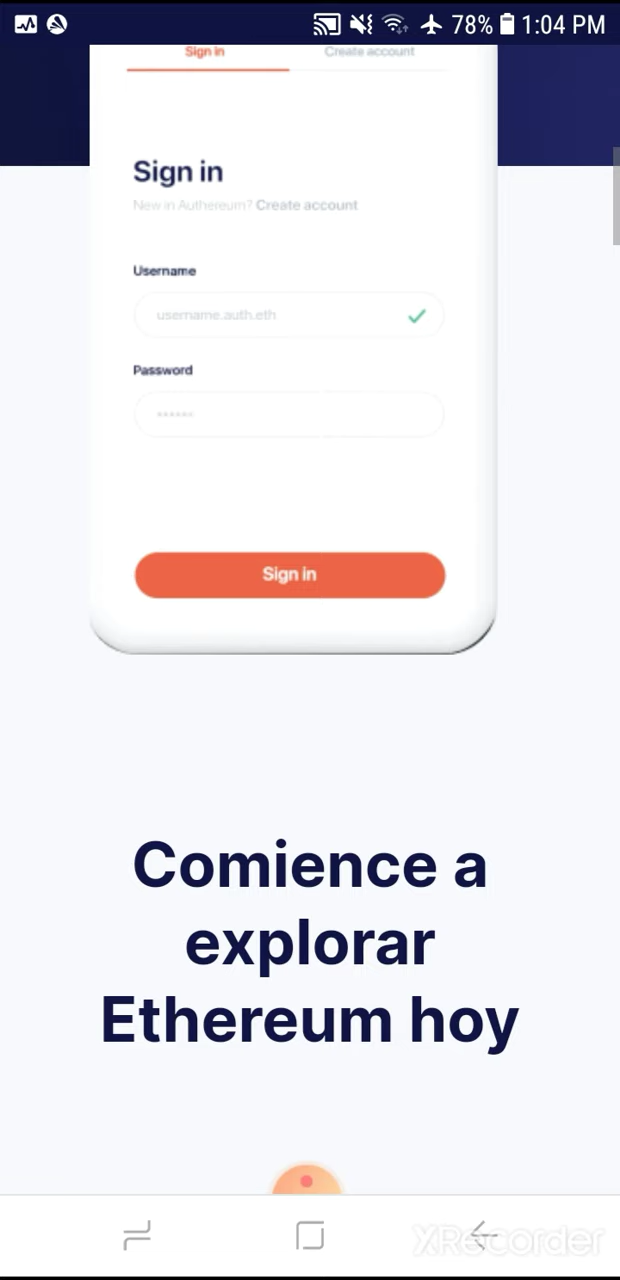 78% 1:04 PM
Sign in Create account
Sign in
New in Authereum? Create account
Username
username.auth.eth
Password
Sign in
Comience a
explorar
Ethereum hoy
XRecorder